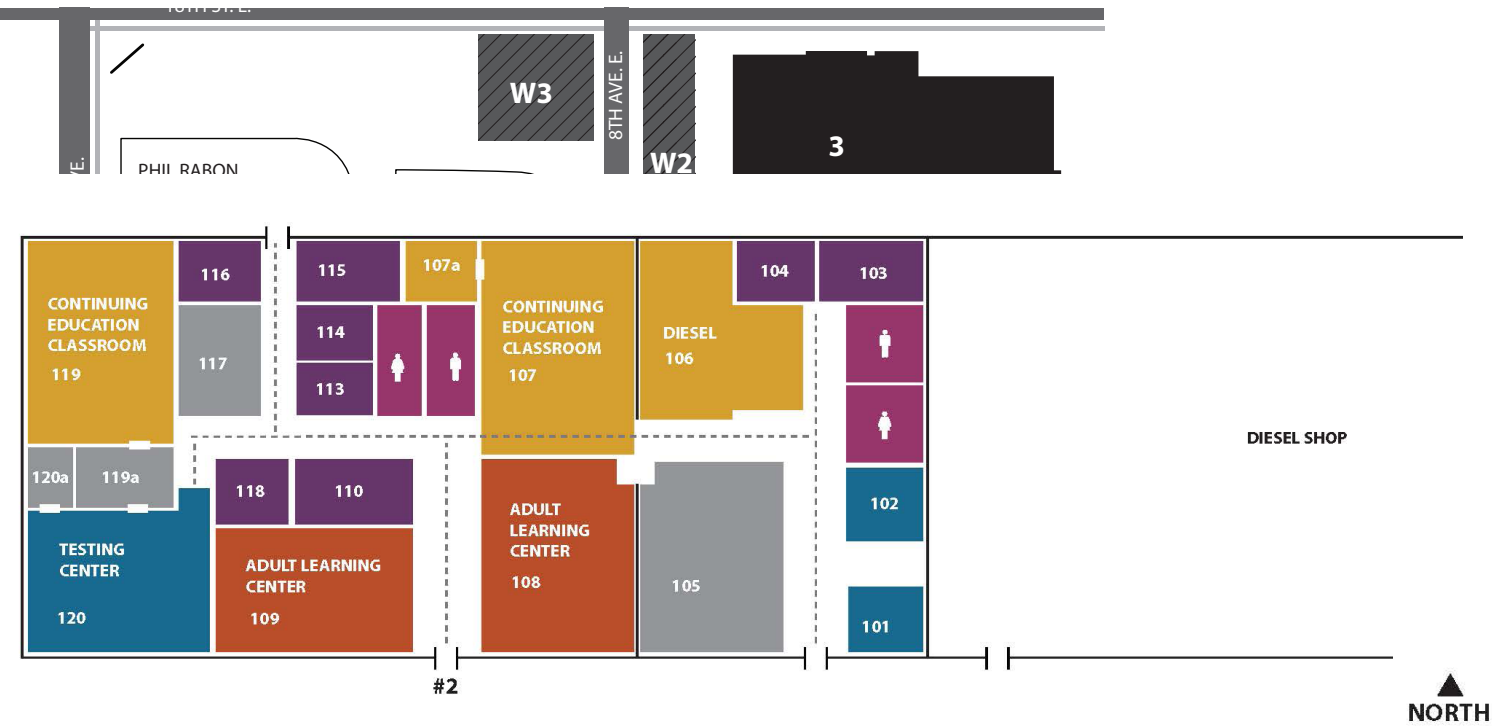 W3
8TH AVE. E.
W2
3
VE.
PHIL RABON
116
115
107a
104
103
CONTINUING
EDUCATION
CLASSROOM
119
117
114
113
CONTINUING
EDUCATION
CLASSROOM
107
DIESEL
106
DIESEL SHOP
120a
119a
118
110
102
TESTING
CENTER
120
ADULT LEARNING
CENTER
109
ADULT
LEARNING
CENTER
108
105
101
#2
NORTH